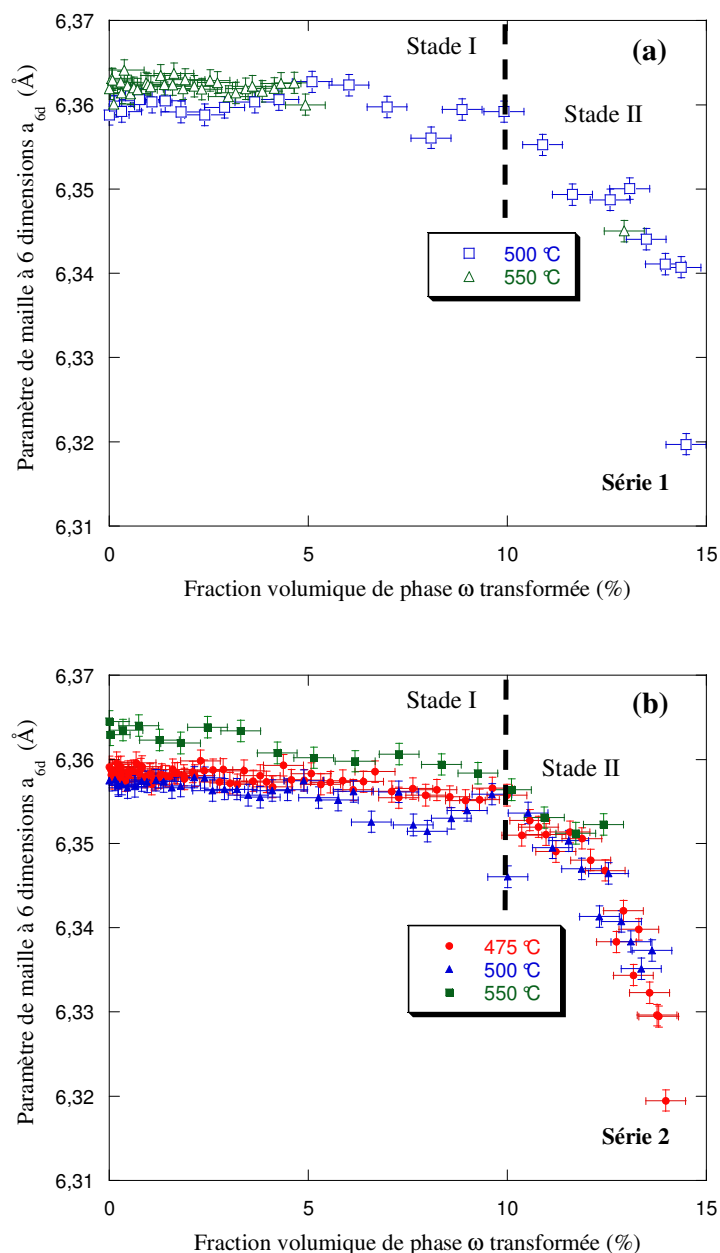 6,37
6,36
6,35
6,34
6,33
6,32
6,31
Paramètre de maille à 6 dimensions a6d (Å)
Stade I
(a)
Stade II
500 °C
550 °C
Série 1
0
5
10
15
Fraction volumique de phase ω transformée (%)
6,37
6,36
6,35
6,34
6,33
6,32
6,31
Paramètre de maille à 6 dimensions a6d (Å)
Stade I
(b)
Stade II
475 °C
500 °C
550 °C
Série 2
0
5
10
15
Fraction volumique de phase ω transformée (%)